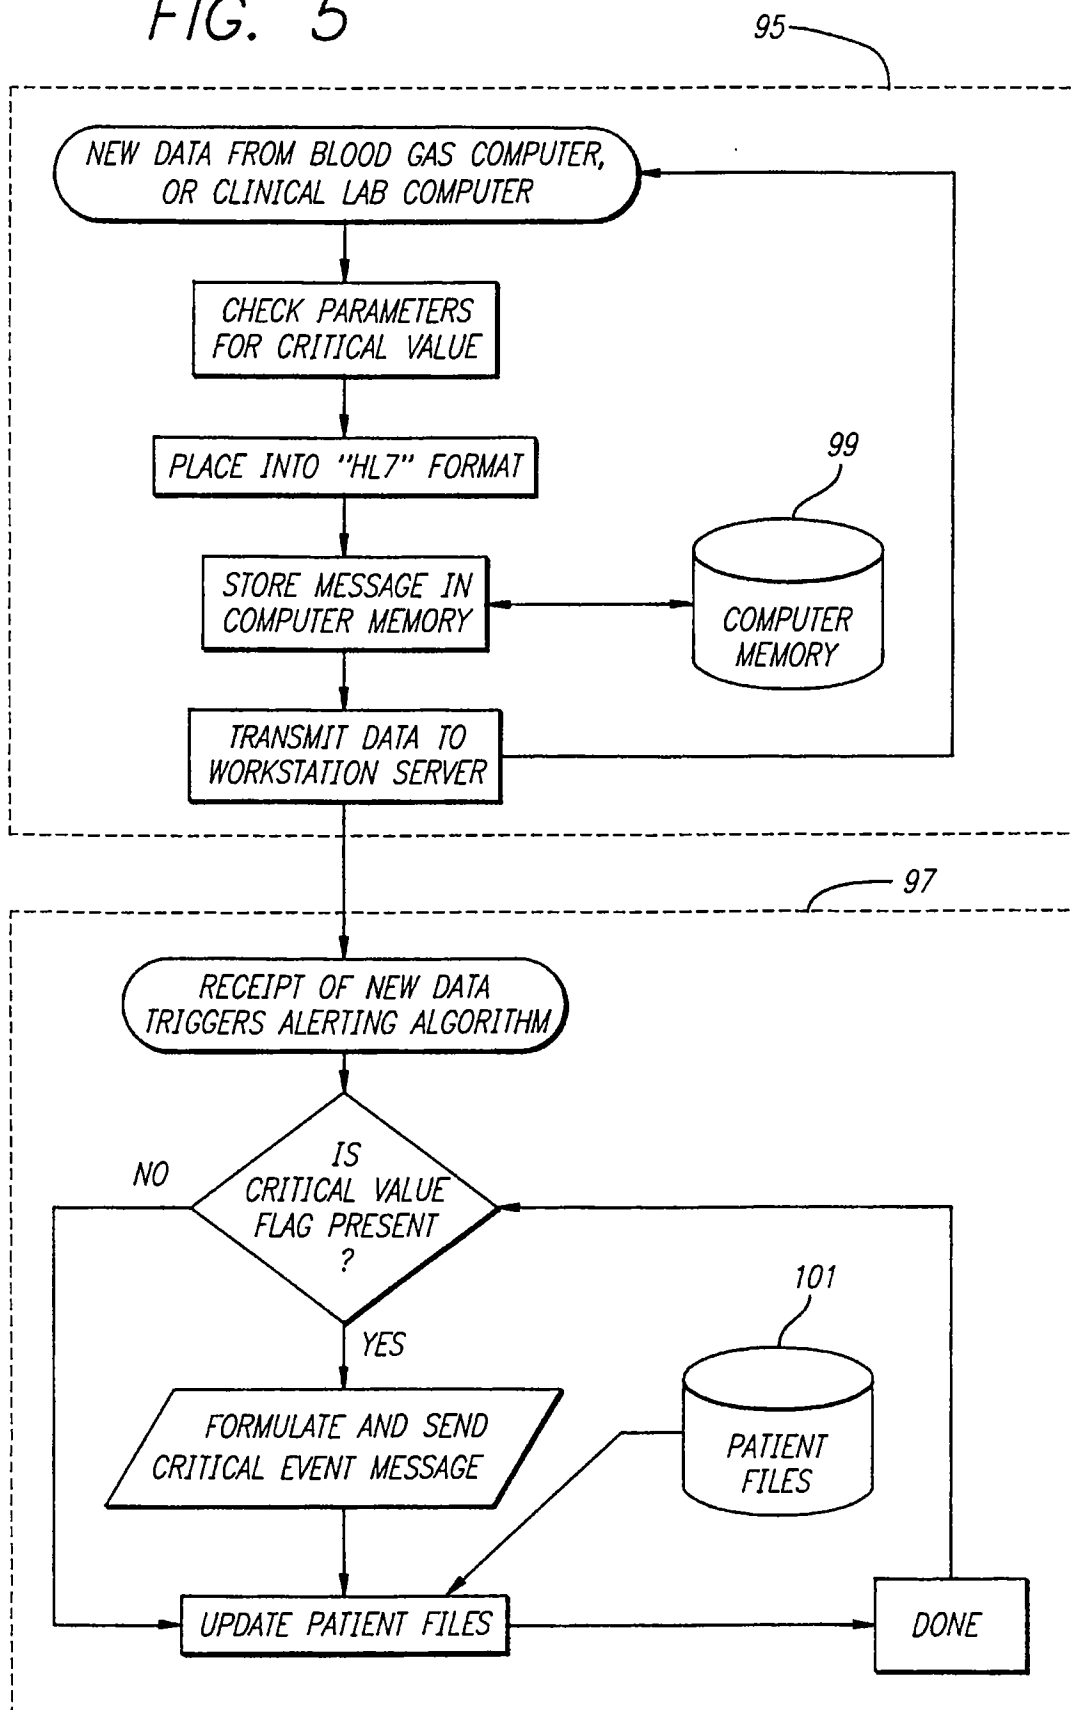 FIG. 5
95
NEW DATA FROM BLOOD GAS COMPUTER,
OR CLINICAL LAB COMPUTER
CHECK PARAMETERS
FOR CRITICAL VALUE
PLACE INTO "HL7" FORMAT
99
STORE MESSAGE IN
COMPUTER MEMORY
COMPUTER
MEMORY
TRANSMIT DATA TO
WORKSTATION SERVER
97
RECEIPT OF NEW DATA
TRIGGERS ALERTING ALGORITHM
NO
IS
CRITICAL VALUE
FLAG PRESENT
?
YES
101
FORMULATE AND SEND
CRITICAL EVENT MESSAGE
PATIENT
FILES
UPDATE PATIENT FILES
DONE